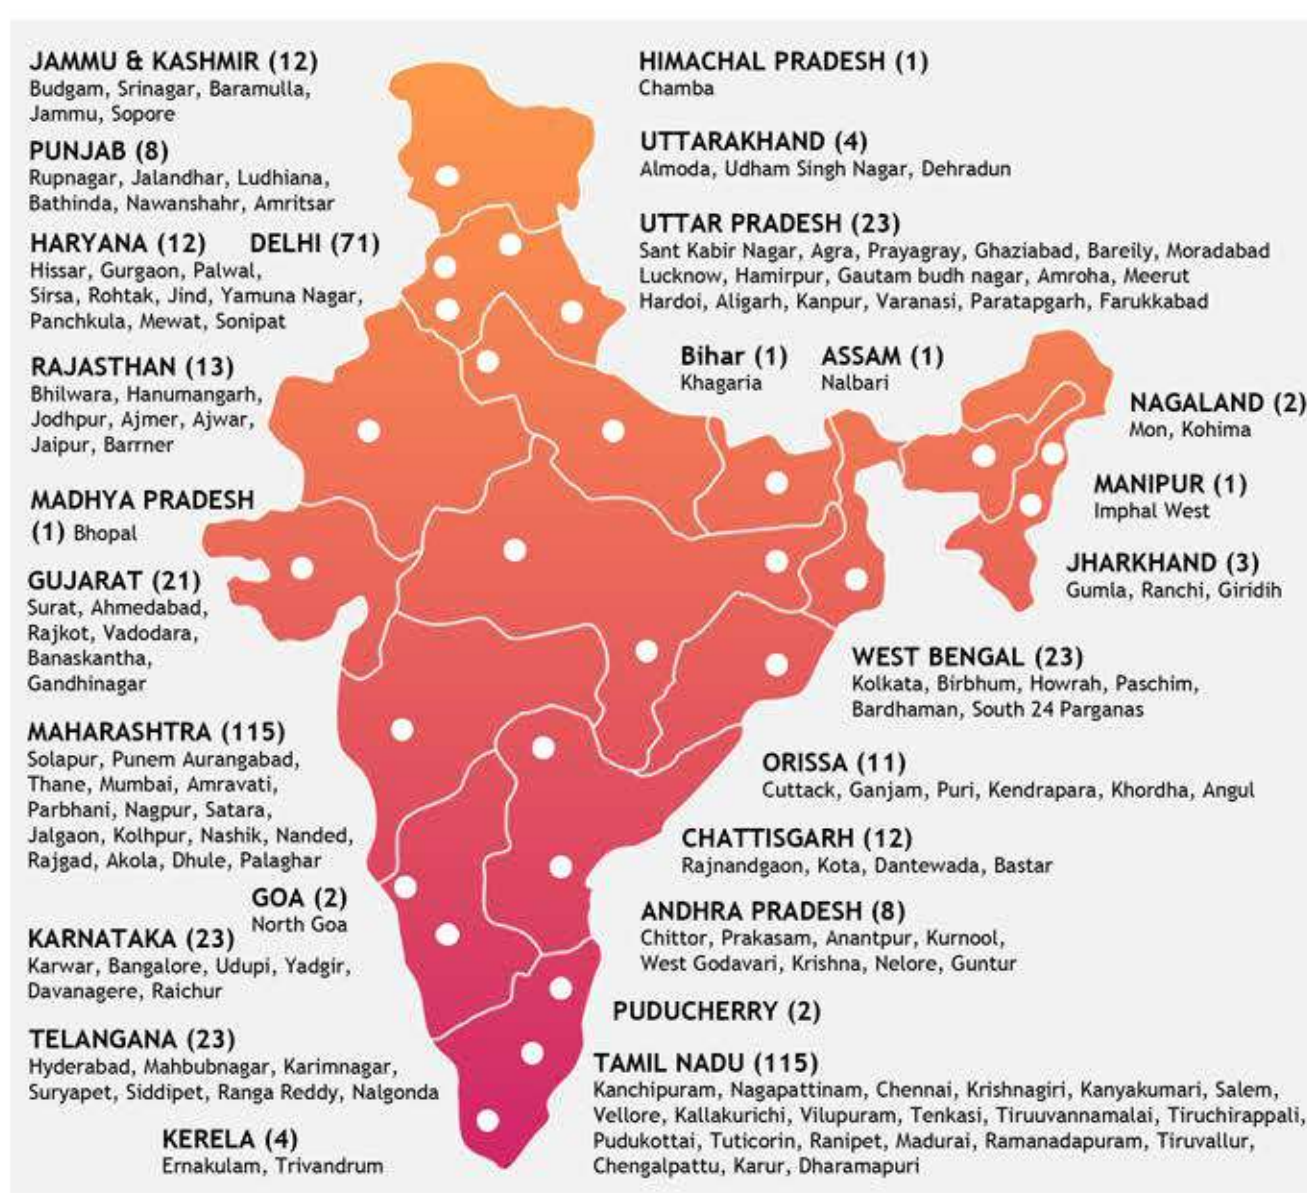 JAMMU & KASHMIR (12)
Budgam, Srinagar, Baramulla,
Jammu, Sopore
PUNJAB (8)
Rupnagar, Jalandhar, Ludhiana,
Bathinda, Nawanshahr, Amritsar
HARYANA (12) DELHI (71)
Hissar, Gurgaon, Palwal,
Sirsa, Rohtak, Jind, Yamuna Nagar,
Panchkula, Mewat, Sonipat
RAJASTHAN (13)
Bhilwara, Hanumangarh,
Jodhpur, Ajmer, Ajwar,
Jaipur, Barrner
MADHYA PRADESH
(1) Bhopal
GUJARAT (21)
Surat, Ahmedabad,
Rajkot, Vadodara,
Banaskantha,
Gandhinagar
MAHARASHTRA (115)
Solapur, Punem Aurangabad,
Thane, Mumbai, Amravati,
Parbhani, Nagpur, Satara,
Jalgaon, Kolhpur, Nashik, Nanded,
Rajgad, Akola, Dhule, Palaghar
GOA (2)
North Goa
KARNATAKA (23)
Karwar, Bangalore, Udupi, Yadgir,
Davanagere, Raichur
TELANGANA (23)
Hyderabad, Mahbubnagar, Karimnagar,
Suryapet, Siddipet, Ranga Reddy, Nalgonda
KERELA (4)
Ernakulam, Trivandrum
HIMACHAL PRADESH (1)
Chamba
UTTARAKHAND (4)
Almoda, Udham Singh Nagar, Dehradun
UTTAR PRADESH (23)
Sant Kabir Nagar, Agra, Prayagray, Ghaziabad, Bareily, Moradabad
Lucknow, Hamirpur, Gautam budh nagar, Amroha, Meerut
Hardoi, Aligarh, Kanpur, Varanasi, Paratapgarh, Farukkabad
Bihar (1) ASSAM (1)
Khagaria Nalbari
NAGALAND (2)
Mon, Kohima
MANIPUR (1)
Imphal West
JHARKHAND (3)
Gumla, Ranchi, Giridih
WEST BENGAL (23)
Kolkata, Birbhum, Howrah, Paschim,
Bardhaman, South 24 Parganas
ORISSA (11)
Cuttack, Ganjam, Puri, Kendrapara, Khordha, Angul
CHATTISGARH (12)
Rajnandgaon, Kota, Dantewada, Bastar
ANDHRA PRADESH (8)
Chittor, Prakasam, Anantpur, Kurnool,
West Godavari, Krishna, Nelore, Guntur
PUDUCHERRY (2)
TAMIL NADU (115)
Kanchipuram, Nagapattinam, Chennai, Krishnagiri, Kanyakumari, Salem,
Vellore, Kallakurichi, Vilupuram, Tenkasi, Tiruuvannamalai, Tiruchirappali,
Pudukottai, Tuticorin, Ranipet, Madurai, Ramanadapuram, Tiruvallur,
Chengalpattu, Karur, Dharamapuri